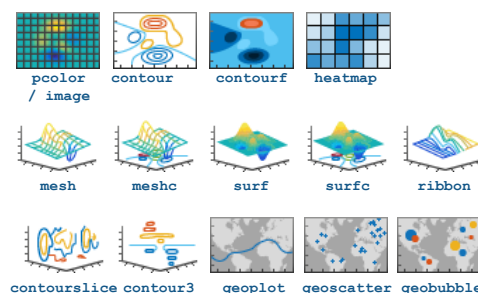 pcolor contour contourf heatmap
/ image
mesh meshc surf surfc ribbon
contourslice contour3 geoplot geoscatter geobubble